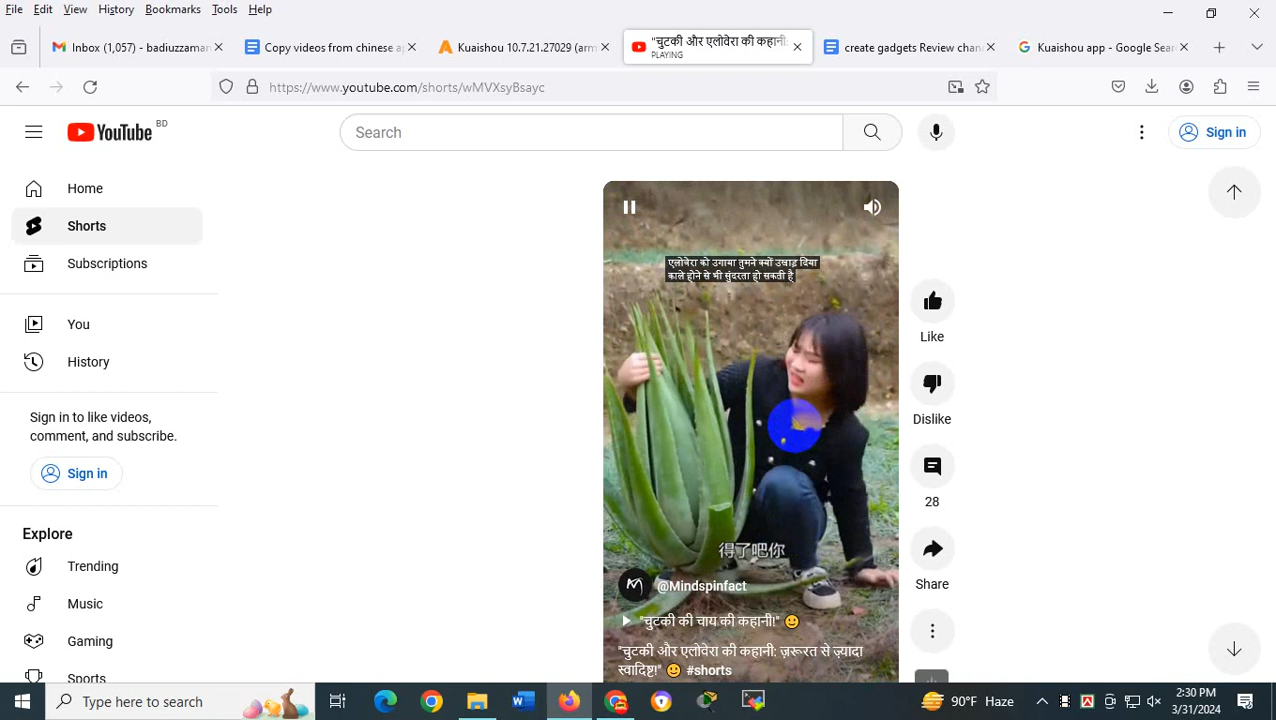 File Edit View History Bookmarks Tools Help
Inbox (1,05 - badiuzzaman
Copy videos from chinese ap
Kuaishou 10.7.21.27029 (arm
"चुटकी और एलोवेरा की कहानी:
PLAYING
create gadgets Review chan
Kuaishou app - Google Sear
https://www.youtube.com/shorts/wMVXsyBsayc
YouTube BD
Search
Sign in
Home
Shorts
Subscriptions
You
History
Sign in to like videos,
comment, and subscribe.
Sign in
Explore
Trending
Music
Gaming
Sports
एलोवेरा को उगाया तुमने क्यों उखाड़ दिया
काले होने से भी सुंदरता हो सकती है
得了吧你
@Mindspinfact
"चुटकी की चाय की कहानी!" 🙂
"चुटकी और एलोवेरा की कहानी: ज़रूरत से ज़्यादा
स्वादिष्ट!" 🙂 #shorts
Like
Dislike
28
Share
Type here to search
90°F Haze
2:30 PM
3/31/2024